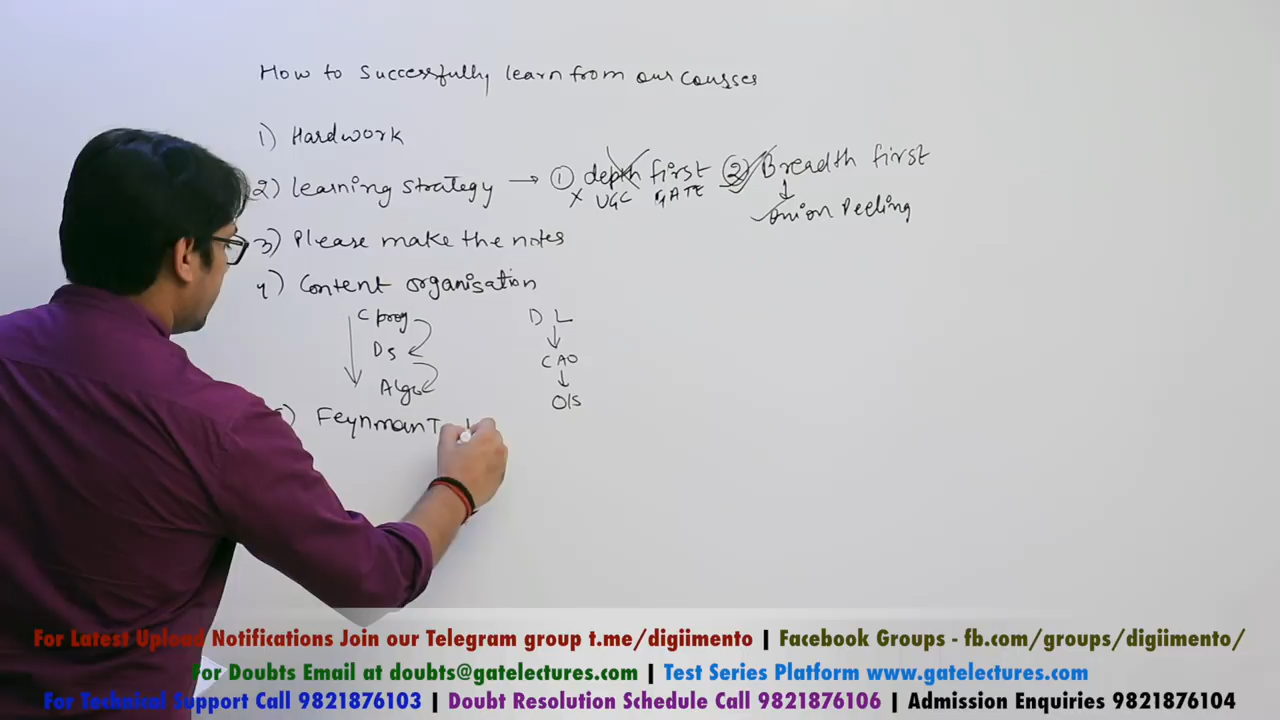 How to Successfully learn from our courses
1) Hardwork
2) learning strategy → ① depth first ② Breadth first
x UGC GATE
Onion Peeling
3) Please make the notes
4) Content organisation
C prog DL
DS CAO
Algo O/S
) Feynman T
For Latest Upload Notifications Join our Telegram group t.me/digiimento | Facebook Groups - fb.com/groups/digiimento/
For Doubts Email at doubts@gatelectures.com | Test Series Platform www.gatelectures.com
For Technical Support Call 9821876103 | Doubt Resolution Schedule Call 9821876106 | Admission Enquiries 9821876104